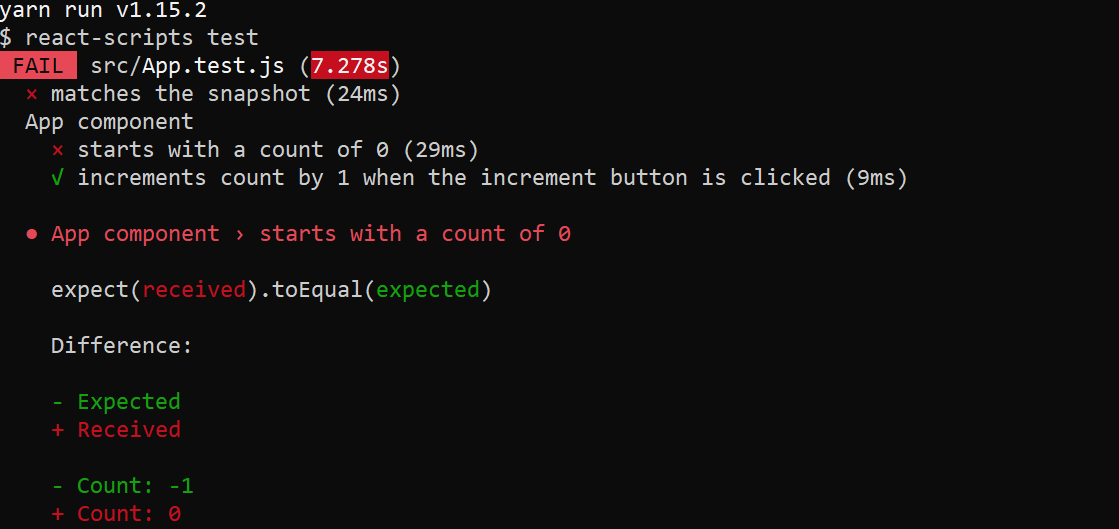 yarn run v1.15.2
$ react-scripts test
FAIL src/App.test.js (7.278s)
× matches the snapshot (24ms)
App component
× starts with a count of 0 (29ms)
√ increments count by 1 when the increment button is clicked (9ms)
● App component › starts with a count of 0
expect(received).toEqual(expected)
Difference:
- Expected
+ Received
- Count: -1
+ Count: 0